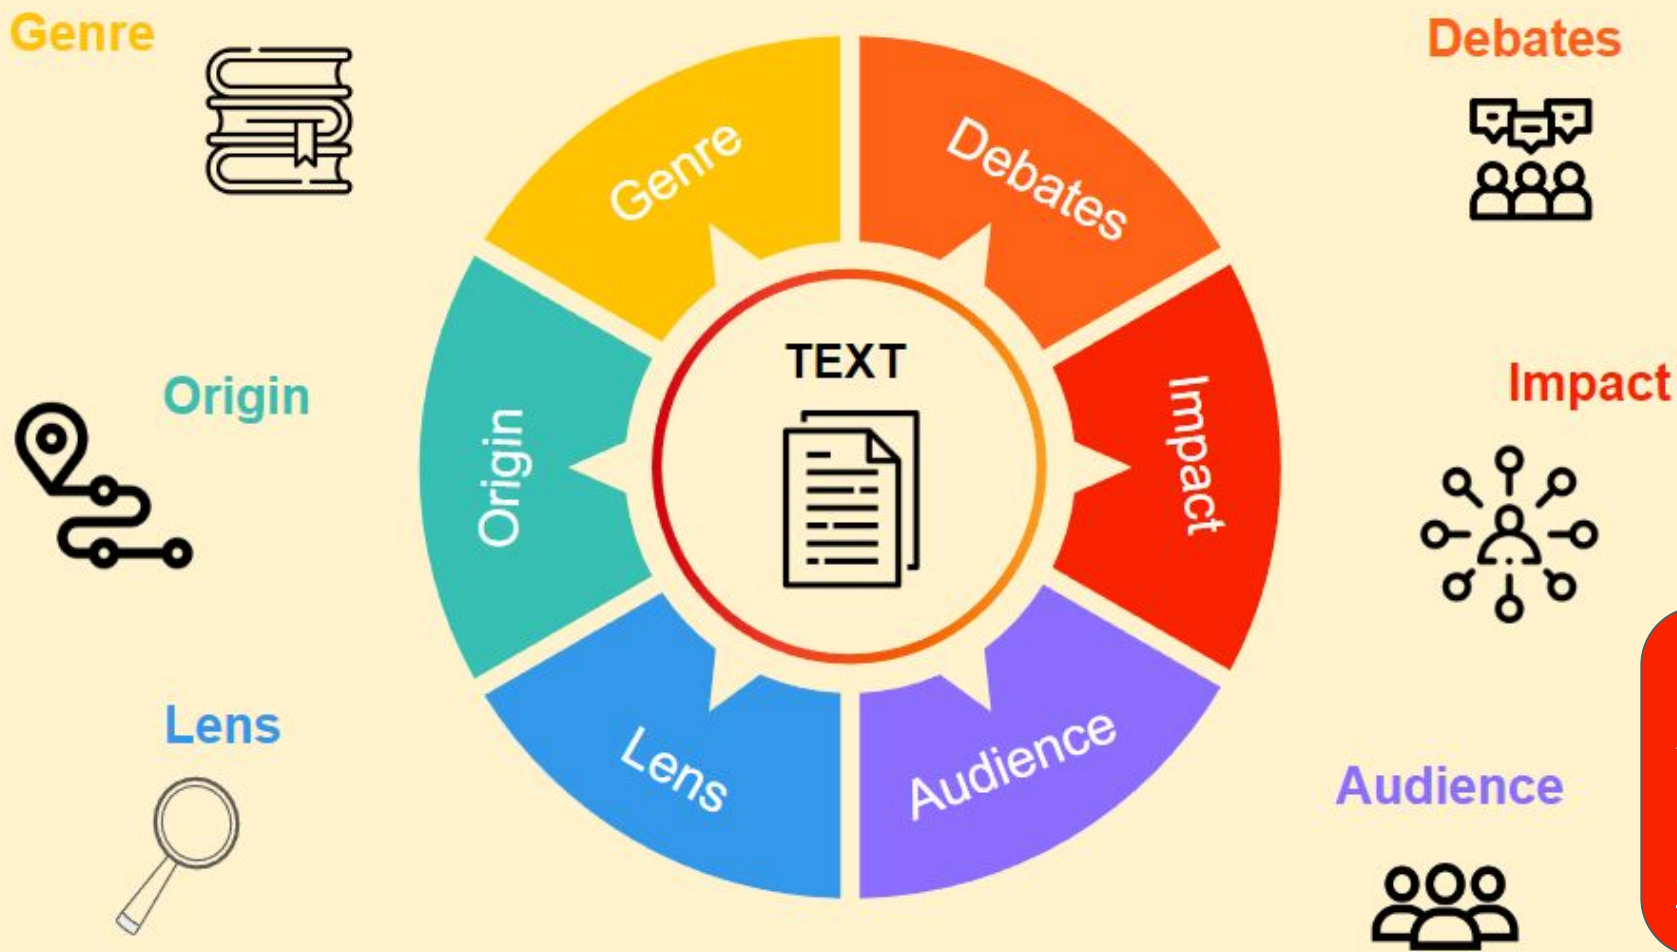 Genre
Debates
Genre
Debates
TEXT
Origin
Impact
Origin
Impact
Lens
Lens
Audience
Audience